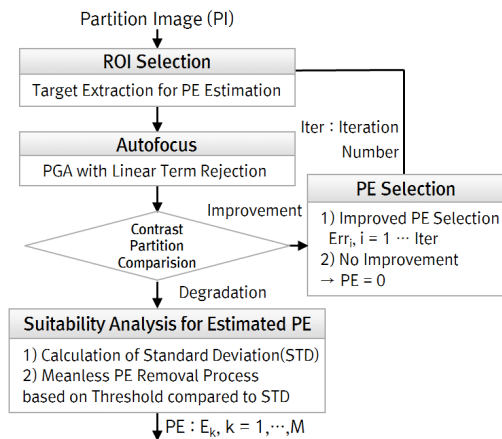 Partition Image (PI)
ROI Selection
Target Extraction for PE Estimation
Iter : Iteration
Number
Autofocus
PGA with Linear Term Rejection
PE Selection
1) Improved PE Selection
Err_i, i = 1 ··· Iter
2) No Improvement
→ PE = 0
Improvement
Contrast
Partition
Comparision
Degradation
Suitability Analysis for Estimated PE
1) Calculation of Standard Deviation(STD)
2) Meanless PE Removal Process
based on Threshold compared to STD
PE : E_k, k = 1,···,M